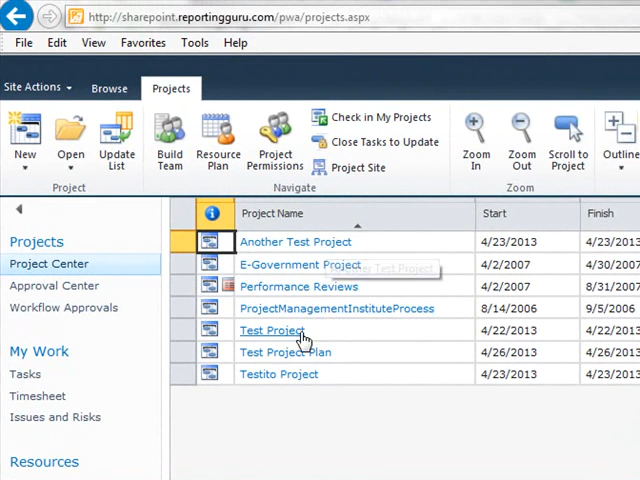 http://sharepoint.reportingguru.com/pwa/projects.aspx
File Edit View Favorites Tools Help
Site Actions Browse Projects
New
Open
Update List
Project
Build Team
Resource Plan
Project Permissions
Check in My Projects
Close Tasks to Update
Project Site
Navigate
Zoom In
Zoom Out
Scroll to Project
Zoom
Outline
Projects
Project Center
Approval Center
Workflow Approvals
My Work
Tasks
Timesheet
Issues and Risks
Resources
Project Name Start Finish
Another Test Project 4/23/2013 4/23/2013
E-Government Project 4/2/2007 4/30/2007
Another Test Project
Performance Reviews 4/2/2007 8/31/2007
ProjectManagementInstituteProcess 8/14/2006 9/5/2006
Test Project 4/22/2013 4/22/2013
Test Project Plan 4/26/2013 4/26/2013
Testito Project 4/23/2013 4/23/2013